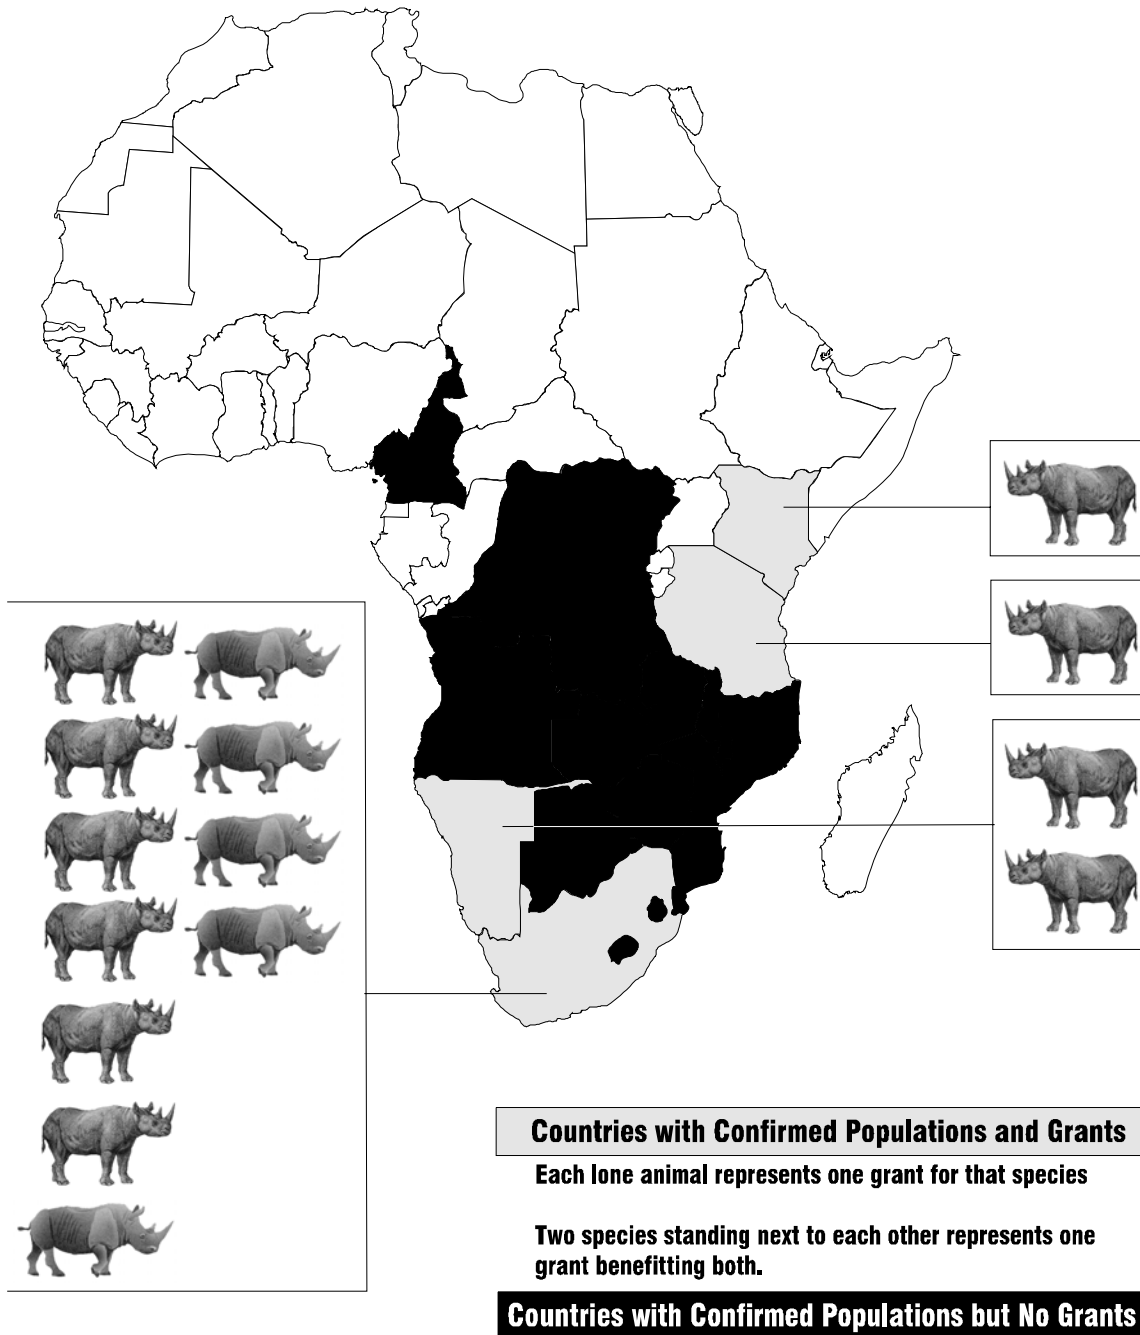 Countries with Confirmed Populations and Grants
Each lone animal represents one grant for that species
Two species standing next to each other represents one
grant benefitting both.
Countries with Confirmed Populations but No Grants